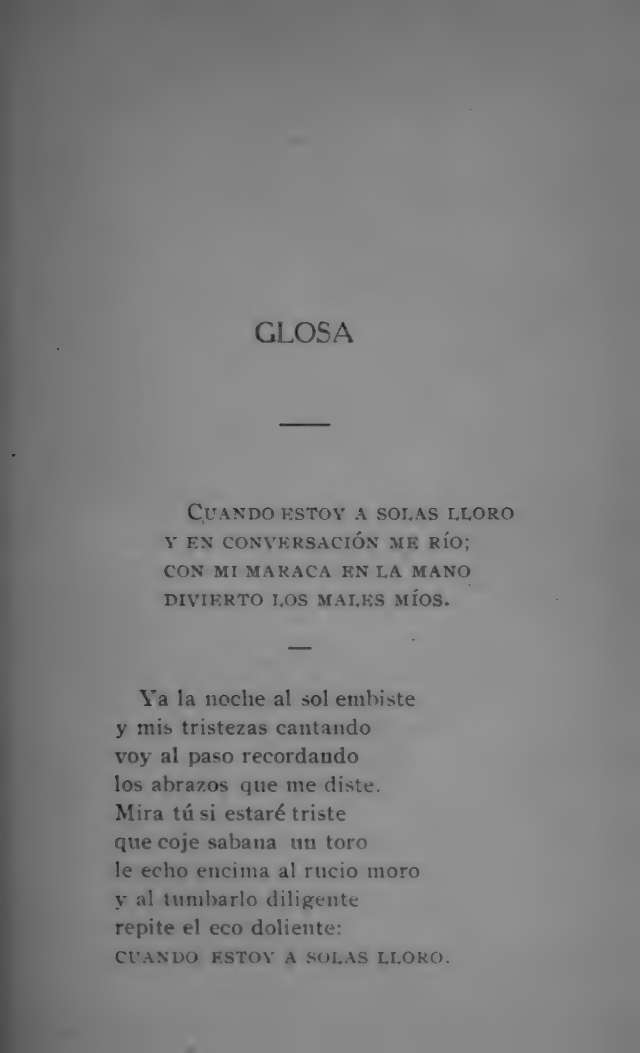 GLOSA
CUANDO ESTOY A SOLAS LLORO
Y EN CONVERSACIÓN ME RÍO;
CON MI MARACA EN LA MANO
DIVIERTO LOS MALES MÍOS.
Ya la noche al sol embiste
y mis tristezas cantando
voy al paso recordando
los abrazos que me diste.
Mira tú si estaré triste
que coje sabana un toro
le echo encima al rucio moro
y al tumbarlo diligente
repite el eco doliente:
CUANDO ESTOY A SOLAS LLORO.